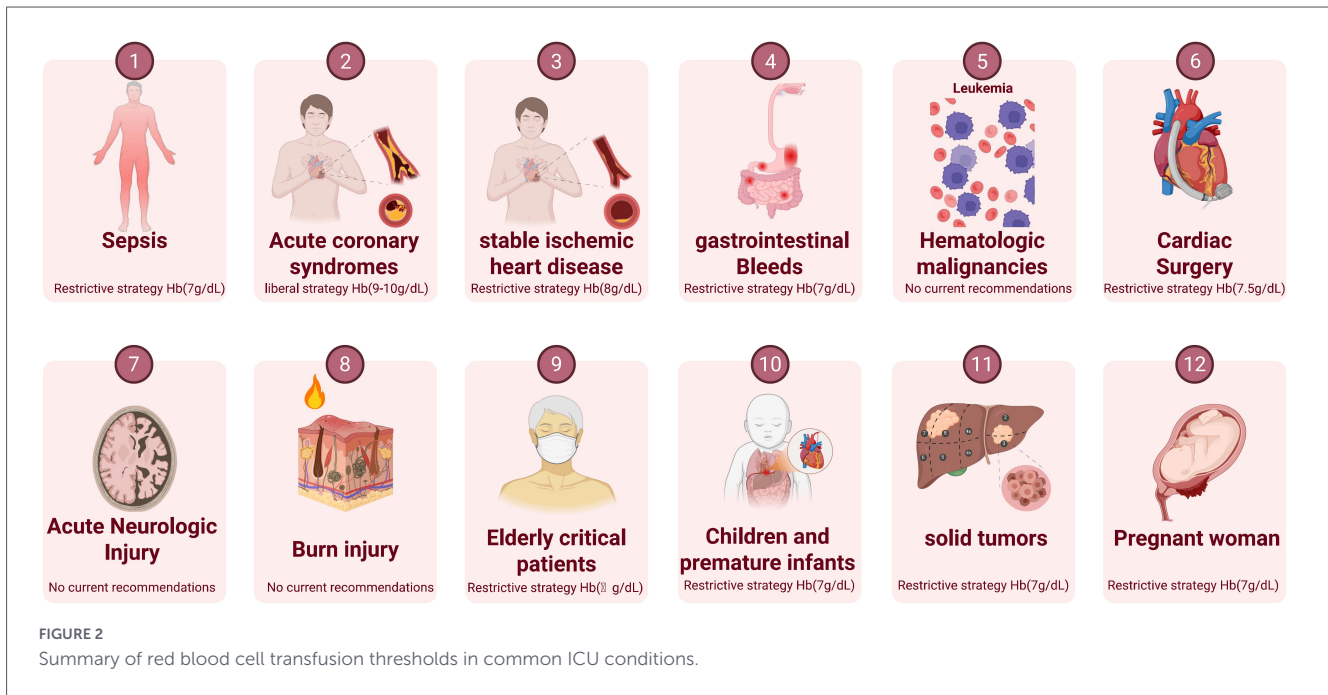 1
Sepsis
Restrictive strategy Hb(7g/dL)
2
Acute coronary
syndromes
liberal strategy Hb(9-10g/dL)
3
stable ischemic
heart disease
Restrictive strategy Hb(8g/dL)
4
gastrointestinal
Bleeds
Restrictive strategy Hb(7g/dL)
5
Leukemia
Hematologic
malignancies
No current recommendations
6
Cardiac
Surgery
Restrictive strategy Hb(7.5g/dL)
7
Acute Neurologic
Injury
No current recommendations
8
Burn injury
No current recommendations
9
Elderly critical
patients
Restrictive strategy Hb( g/dL)
10
Children and
premature infants
Restrictive strategy Hb(7g/dL)
11
solid tumors
Restrictive strategy Hb(7g/dL)
12
Pregnant woman
Restrictive strategy Hb(7g/dL)
FIGURE 2
Summary of red blood cell transfusion thresholds in common ICU conditions.